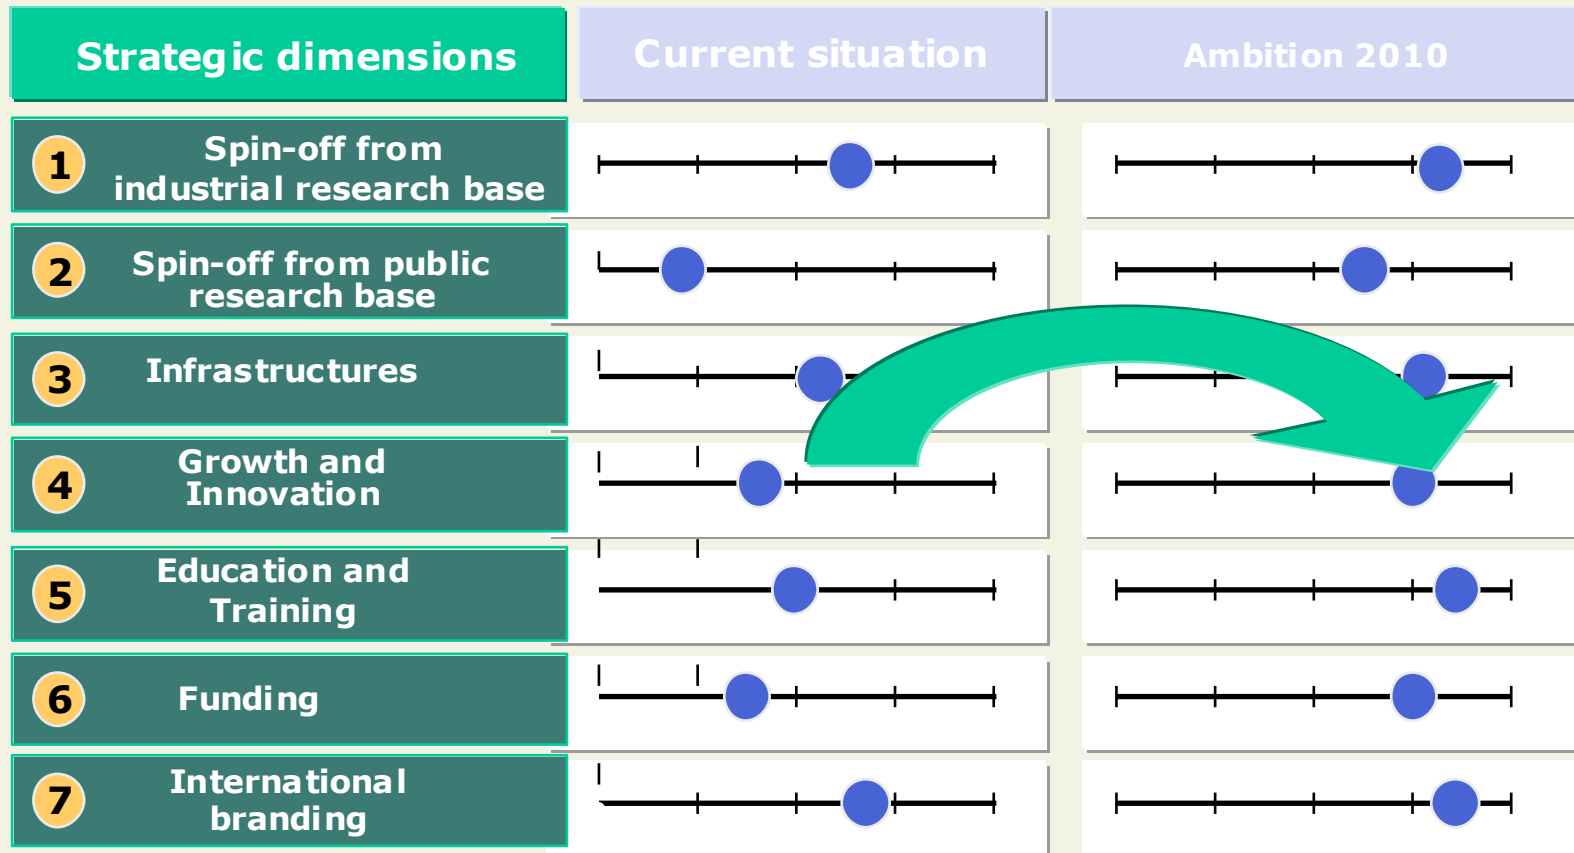 Strategic dimensions
Current situation
Ambition 2010
1
Spin-off from
industrial research base
2
Spin-off from public
research base
3
Infrastructures
4
Growth and
Innovation
5
Education and
Training
6
Funding
7
International
branding